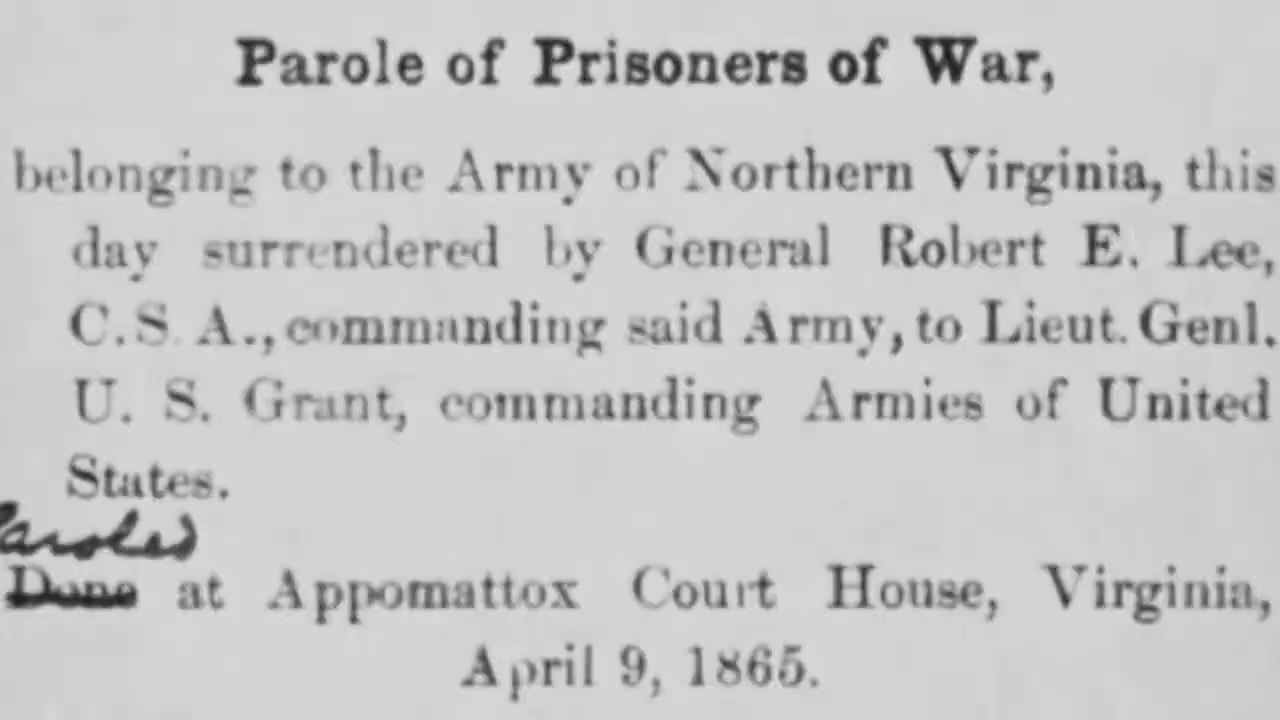 Parole of Prisoners of War,
belonging to the Army of Northern Virginia, this
day surrendered by General Robert E. Lee,
C.S.A., commanding said Army, to Lieut. Genl.
U. S. Grant, commanding Armies of United
States.
Paroled
Done at Appomattox Court House, Virginia,
April 9, 1865.